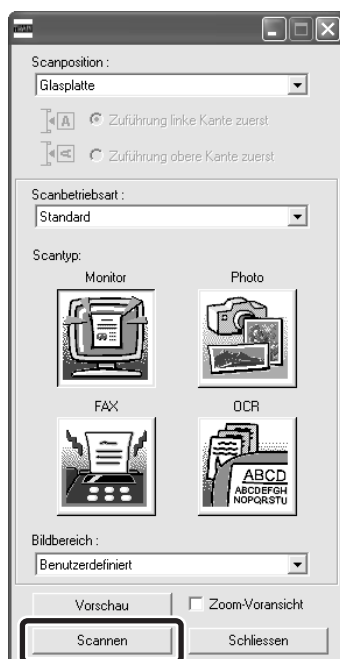 TWAIN
Scanposition :
Glasplatte
A
Zuführung linke Kante zuerst
A
Zuführung obere Kante zuerst
Scanbetriebsart :
Standard
Scantyp:
Monitor Photo
FAX OCR
ABCD
ABCDEFGH
NOPQRSTU
Bildbereich :
Benutzerdefiniert
Vorschau Zoom-Voransicht
Scannen Schliessen